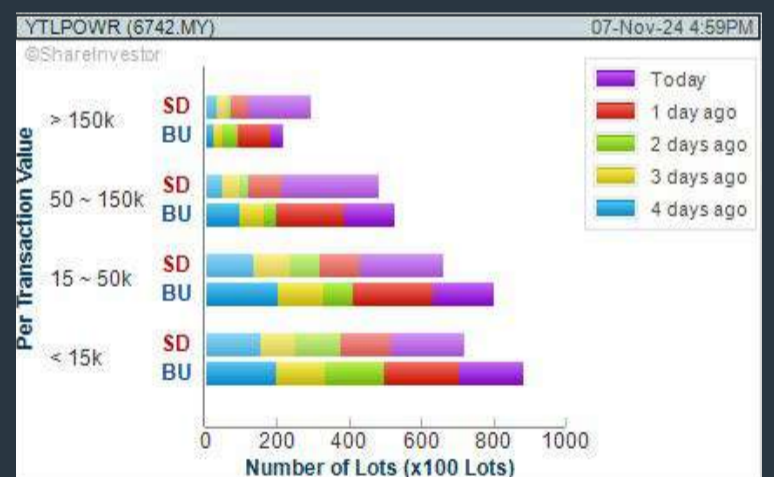 YTLPOWR (6742.MY) 07-Nov-24 4:59PM
©ShareInvestor
Today
1 day ago
2 days ago
3 days ago
4 days ago
Per Transaction Value
> 150k
SD
BU
50 ~ 150k
SD
BU
15 ~ 50k
SD
BU
< 15k
SD
BU
0 200 400 600 800 1000
Number of Lots (x100 Lots)